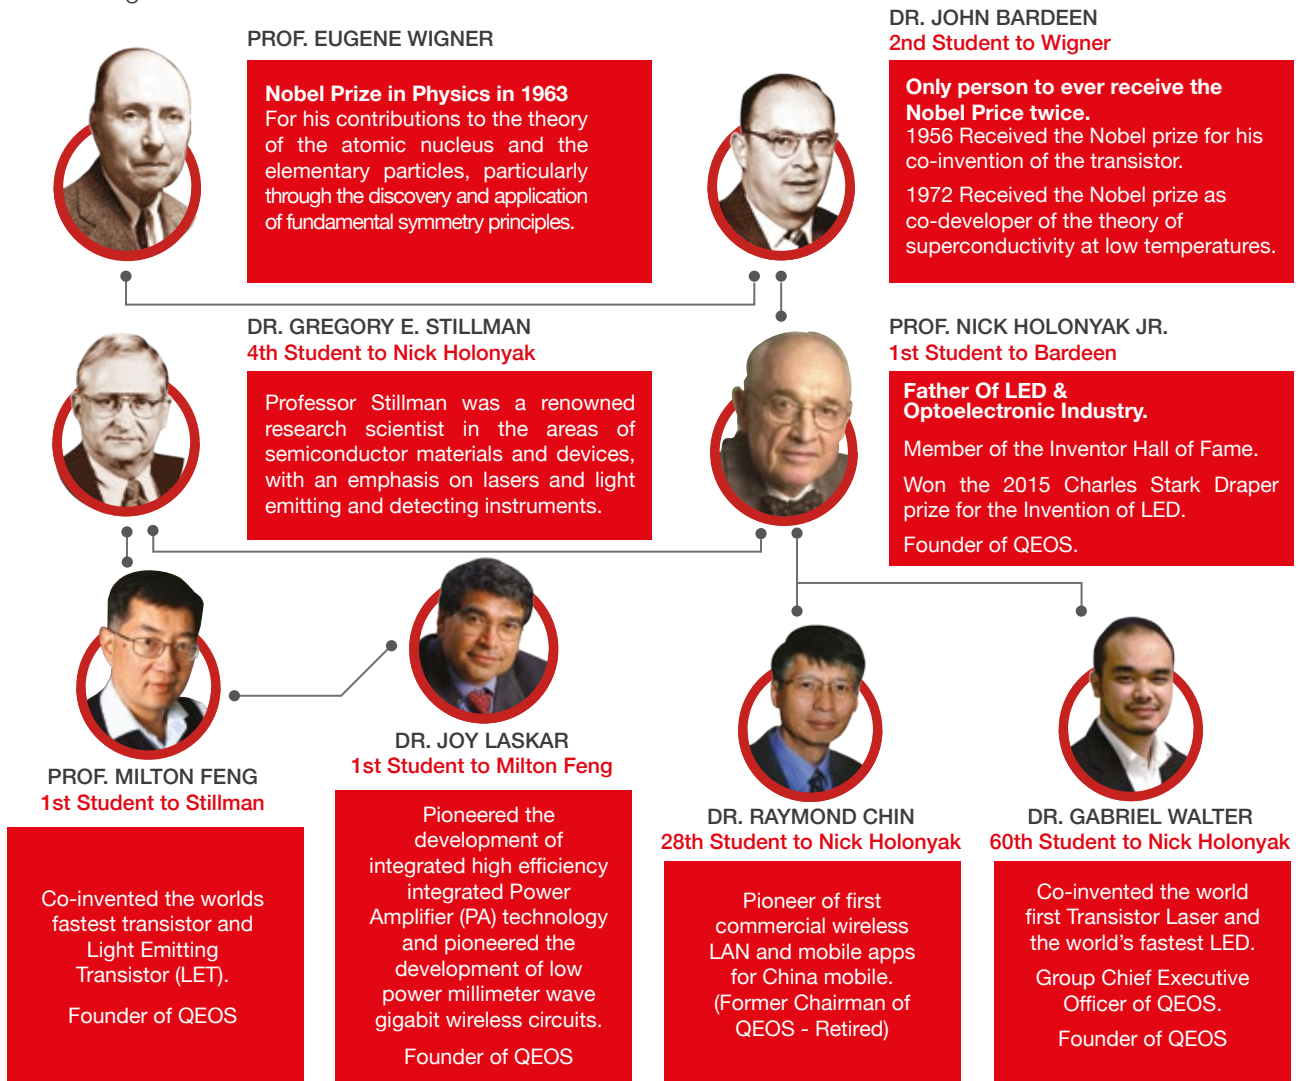 PROF. EUGENE WIGNER
Nobel Prize in Physics in 1963
For his contributions to the theory
of the atomic nucleus and the
elementary particles, particularly
through the discovery and application
of fundamental symmetry principles.
DR. JOHN BARDEEN
2nd Student to Wigner
Only person to ever receive the
Nobel Price twice.
1956 Received the Nobel prize for his
co-invention of the transistor.
1972 Received the Nobel prize as
co-developer of the theory of
superconductivity at low temperatures.
DR. GREGORY E. STILLMAN
4th Student to Nick Holonyak
Professor Stillman was a renowned
research scientist in the areas of
semiconductor materials and devices,
with an emphasis on lasers and light
emitting and detecting instruments.
PROF. NICK HOLONYAK JR.
1st Student to Bardeen
Father Of LED &
Optoelectronic Industry.
Member of the Inventor Hall of Fame.
Won the 2015 Charles Stark Draper
prize for the Invention of LED.
Founder of QEOS.
PROF. MILTON FENG
1st Student to Stillman
Co-invented the worlds
fastest transistor and
Light Emitting
Transistor (LET).
Founder of QEOS
DR. JOY LASKAR
1st Student to Milton Feng
Pioneered the
development of
integrated high efficiency
integrated Power
Amplifier (PA) technology
and pioneered the
development of low
power millimeter wave
gigabit wireless circuits.
Founder of QEOS
DR. RAYMOND CHIN
28th Student to Nick Holonyak
Pioneer of first
commercial wireless
LAN and mobile apps
for China mobile.
(Former Chairman of
QEOS - Retired)
DR. GABRIEL WALTER
60th Student to Nick Holonyak
Co-invented the world
first Transistor Laser and
the world's fastest LED.
Group Chief Executive
Officer of QEOS.
Founder of QEOS